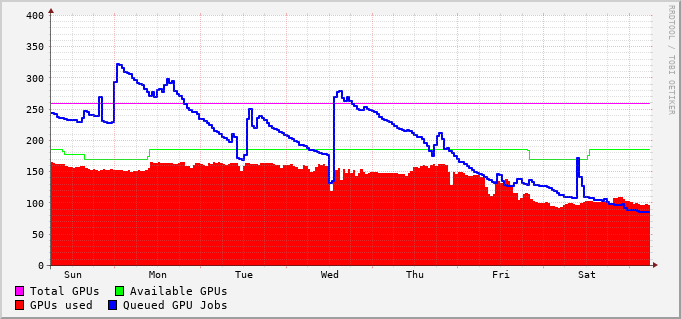 400
350
300
250
200
150
100
50
0
Sun Mon Tue Wed Thu Fri Sat
Total GPUs Available GPUs
GPUs used Queued GPU Jobs
RRDTOOL / TOBI OETIKER